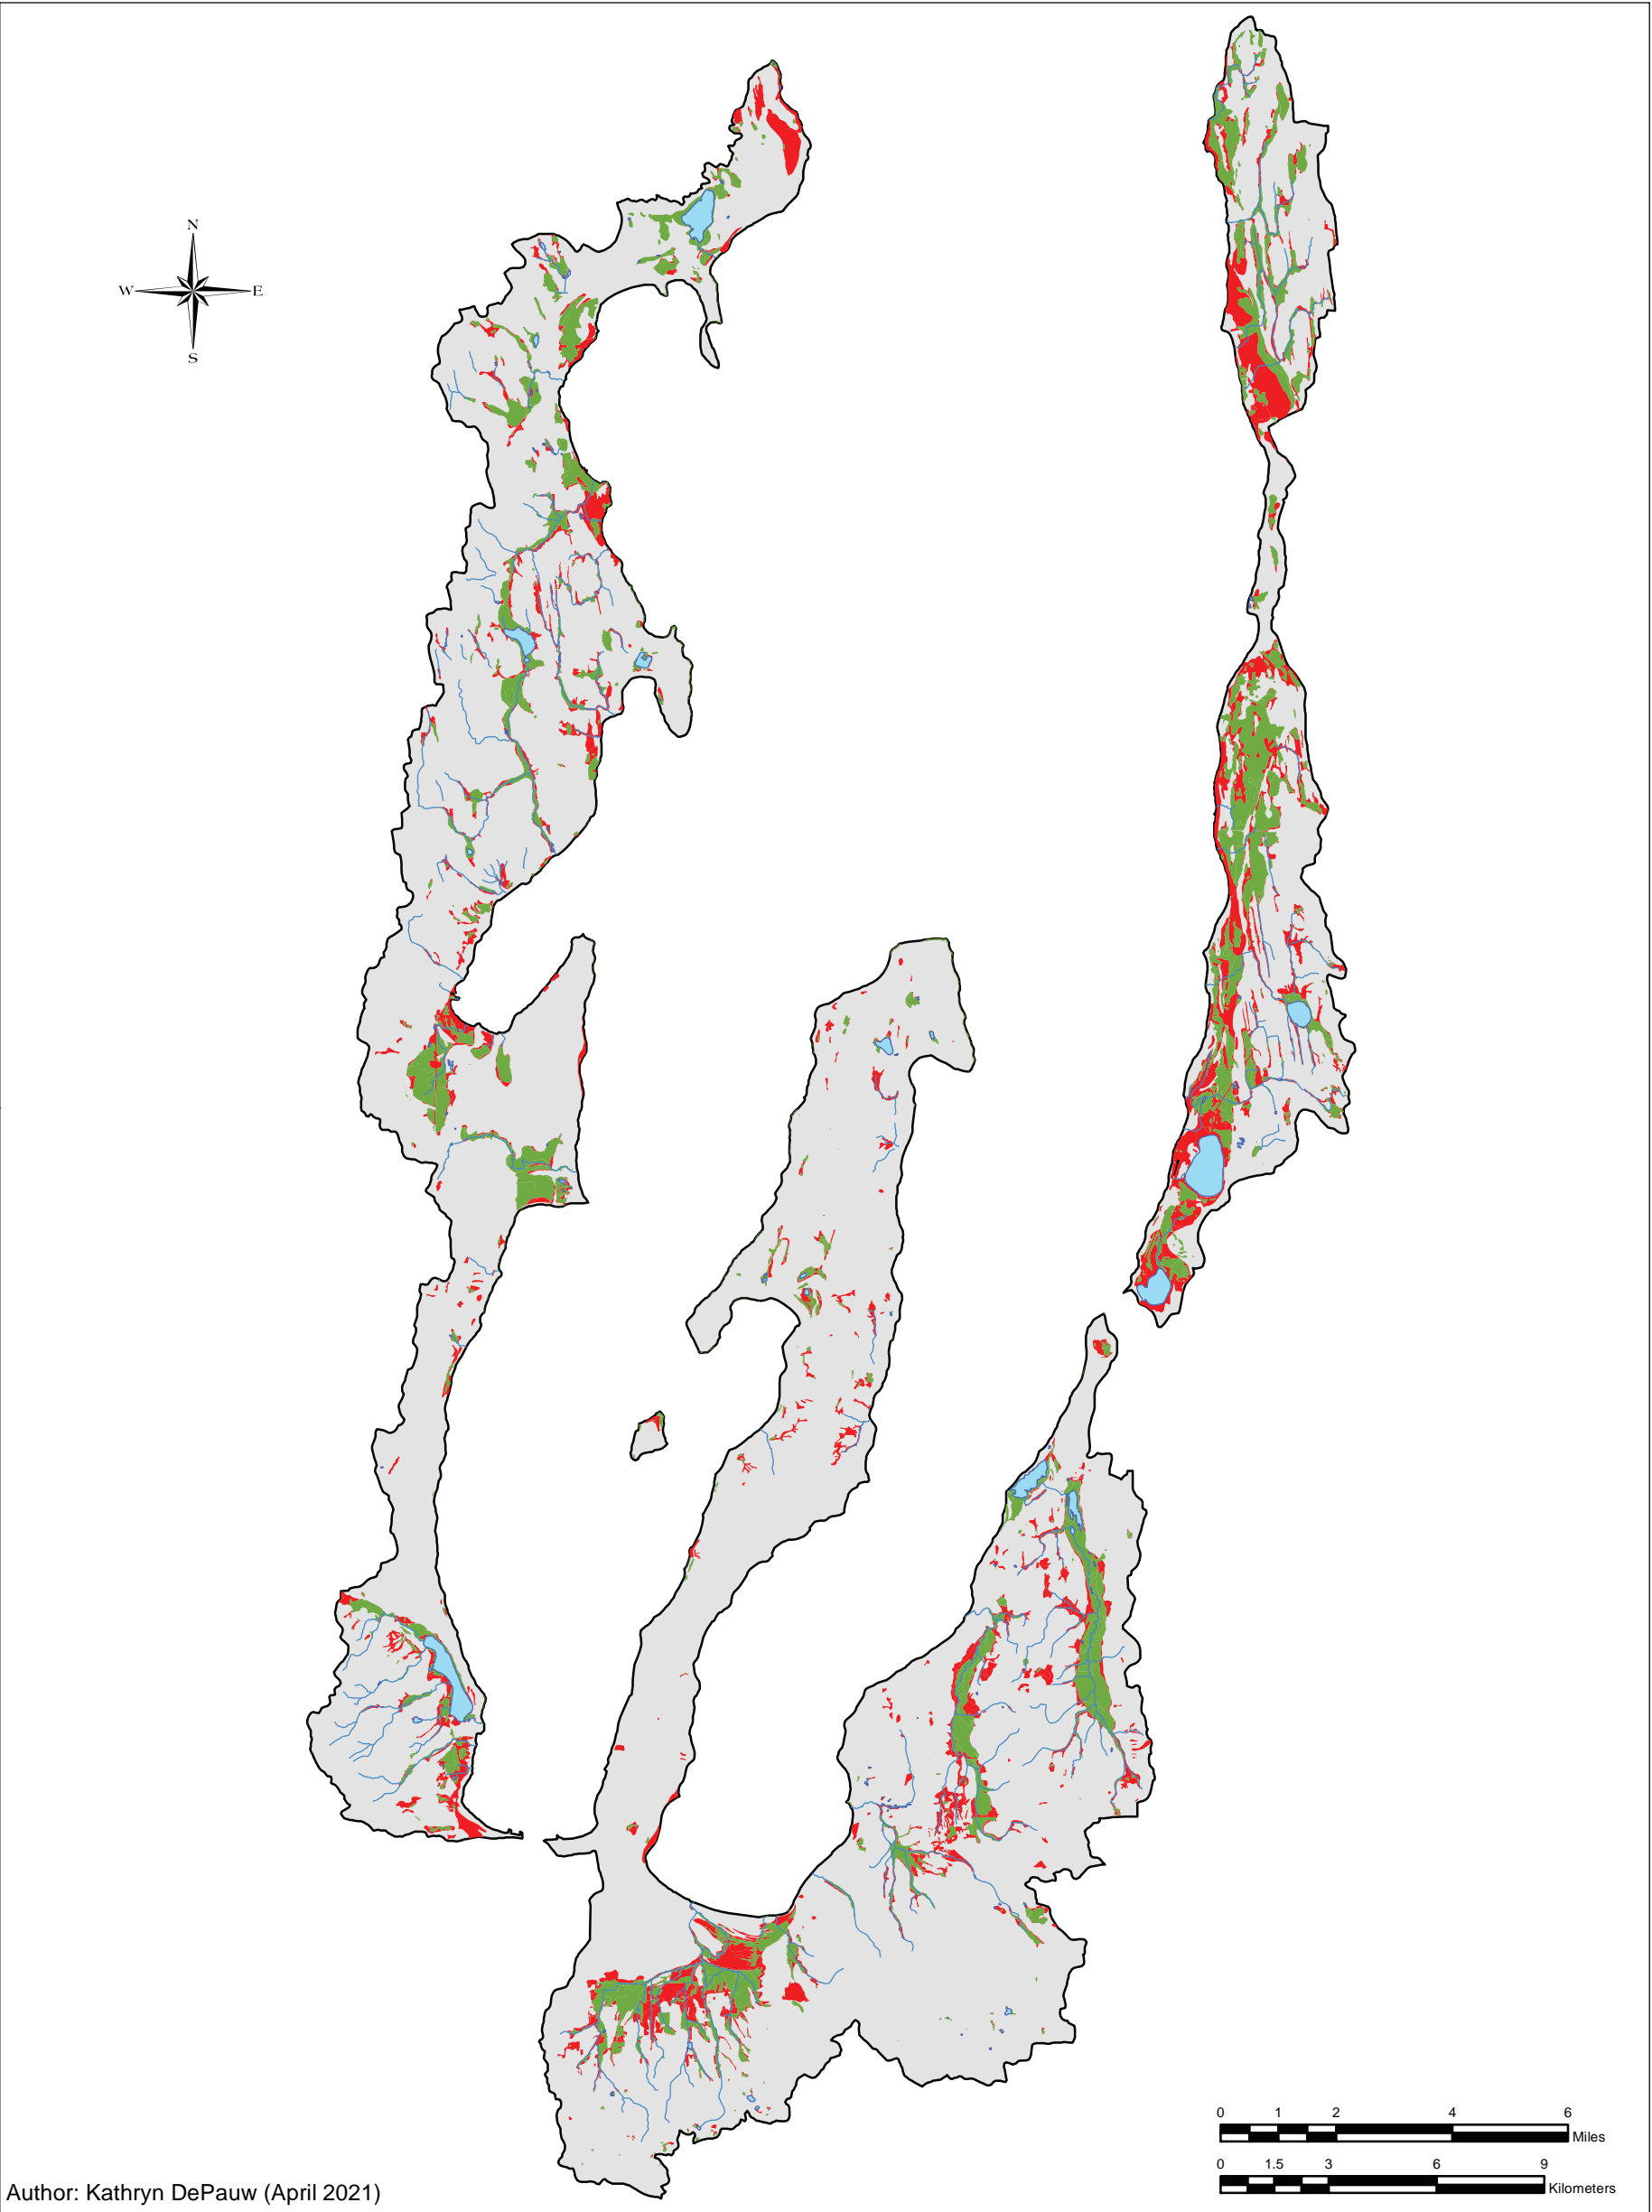 N
W E
S
0 1 2 4 6
Miles
0 1.5 3 6 9
Kilometers
Author: Kathryn DePauw (April 2021)